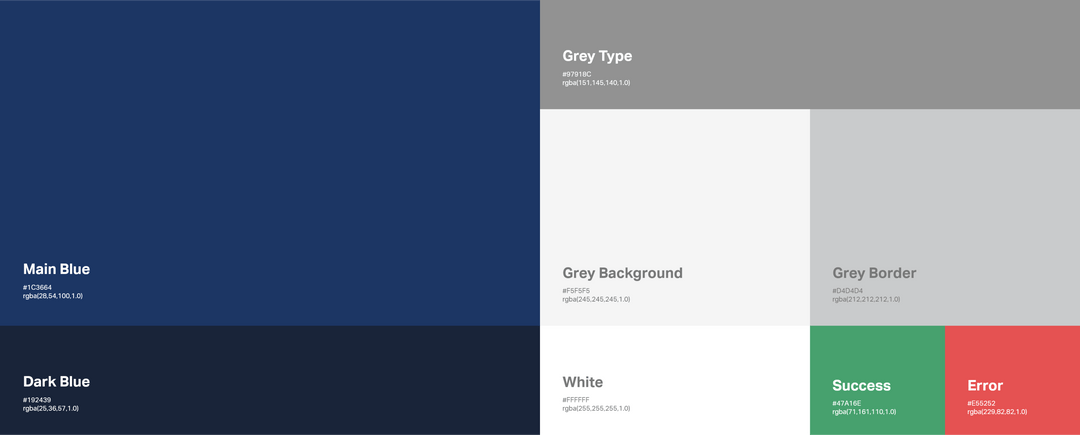 Grey Type
#97918C
rgba(151,145,140,1.0)
Main Blue
#1C3664
rgba(28,54,100,1.0)
Grey Background
#F5F5F5
rgba(245,245,245,1.0)
Grey Border
#D4D4D4
rgba(212,212,212,1.0)
Dark Blue
#192439
rgba(25,36,57,1.0)
White
#FFFFFF
rgba(255,255,255,1.0)
Success
#47A16E
rgba(71,161,110,1.0)
Error
#E55252
rgba(229,82,82,1.0)